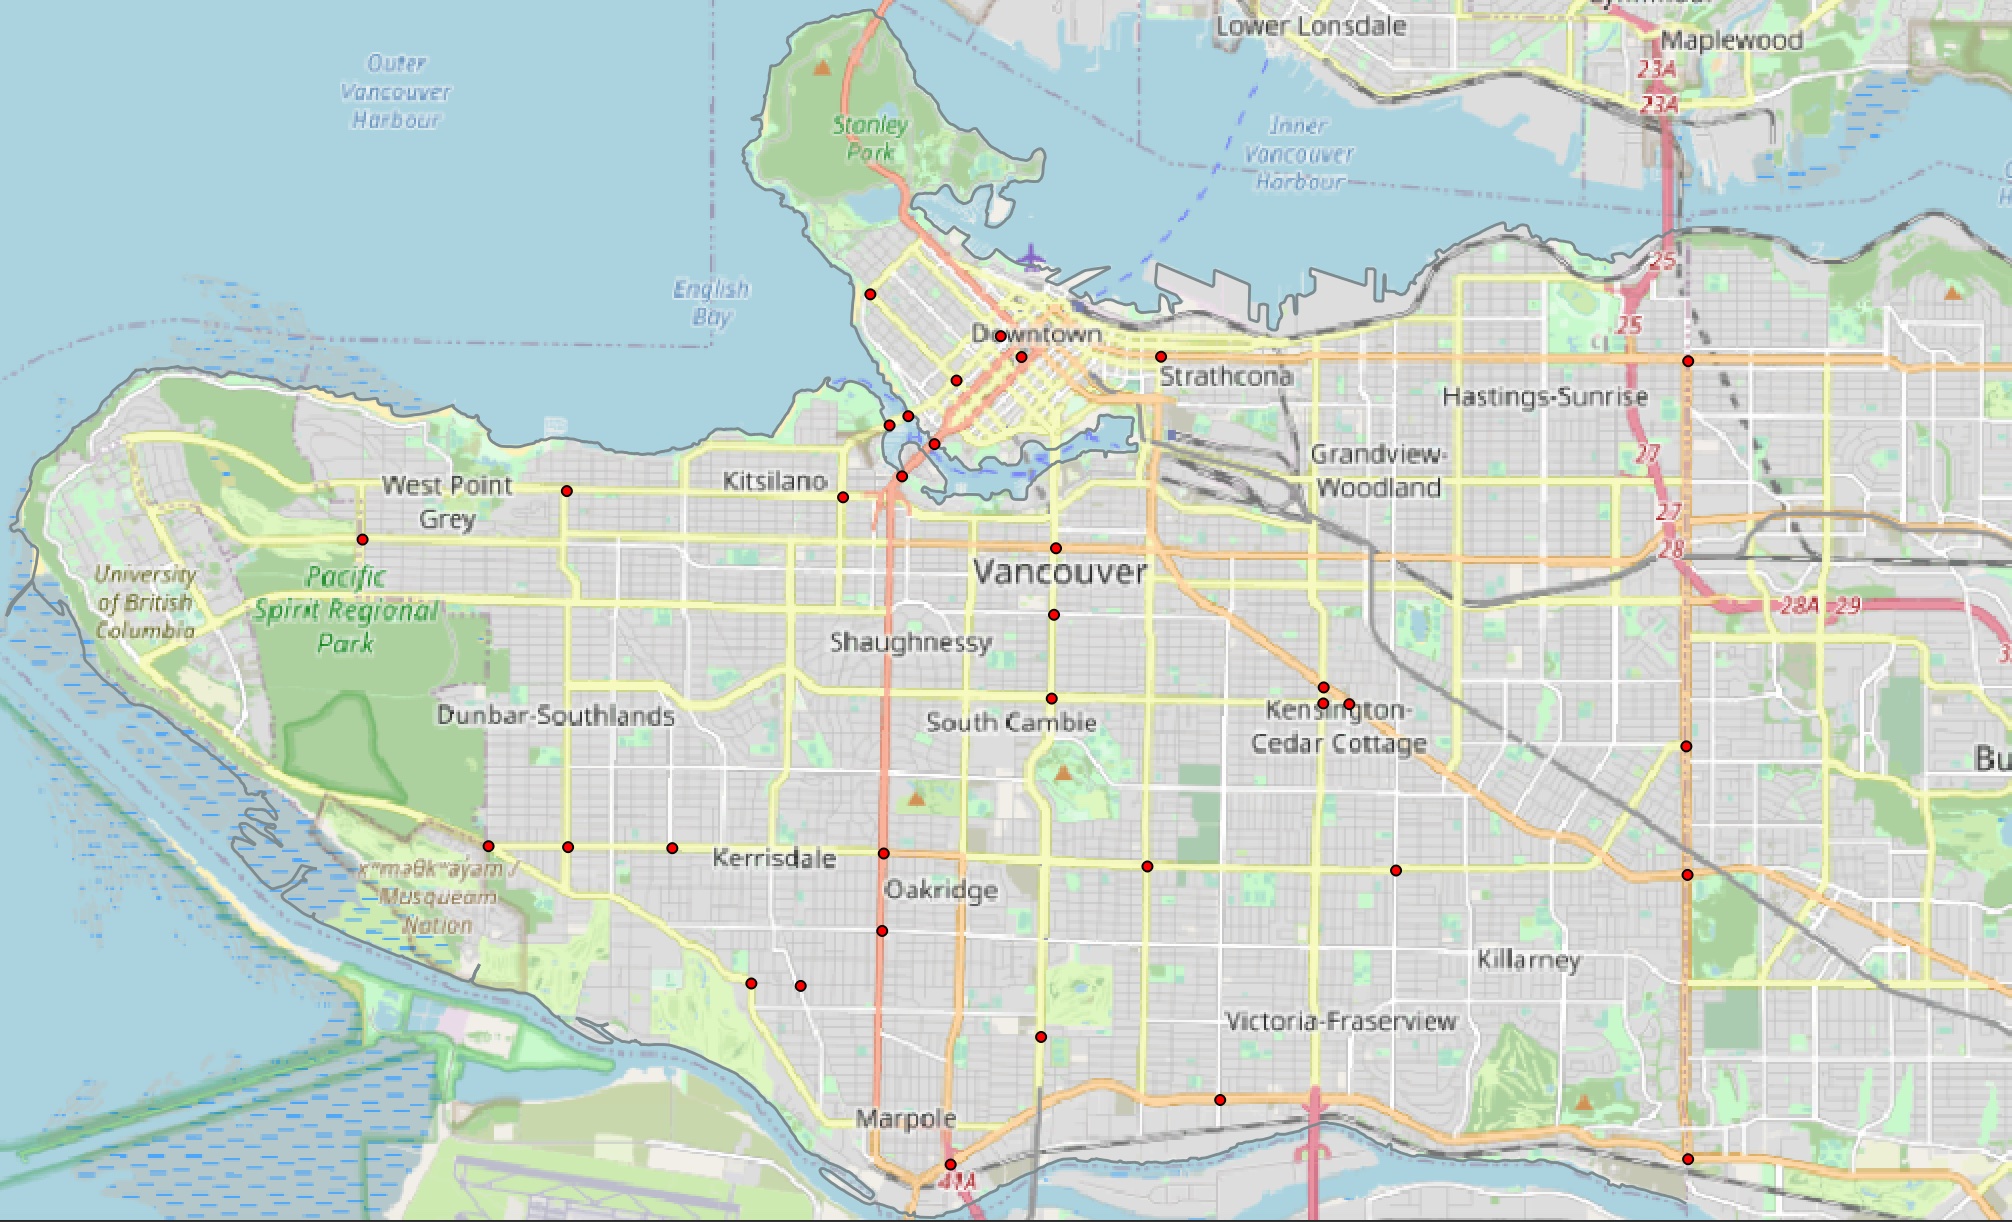 Lower Lonsdale
Maplewood
23A
23A
Outer
Vancouver
Harbour
Stanley
Park
Inner
Vancouver
Harbour
25
English
Bay
25
Downtown
Strathcona
Hastings-Sunrise
27
Grandview-
Woodland
West Point
Grey
Kitsilano
27
28
Vancouver
University
of British
Columbia
Pacific
Spirit Regional
Park
28A
29
Shaughnessy
Dunbar-Southlands
South Cambie
Kensington-
Cedar Cottage
Bu
Kerrisdale
xʷməθkʷəy̓əm /
Musqueam
Nation
Oakridge
Killarney
Victoria-Fraserview
Marpole
41A